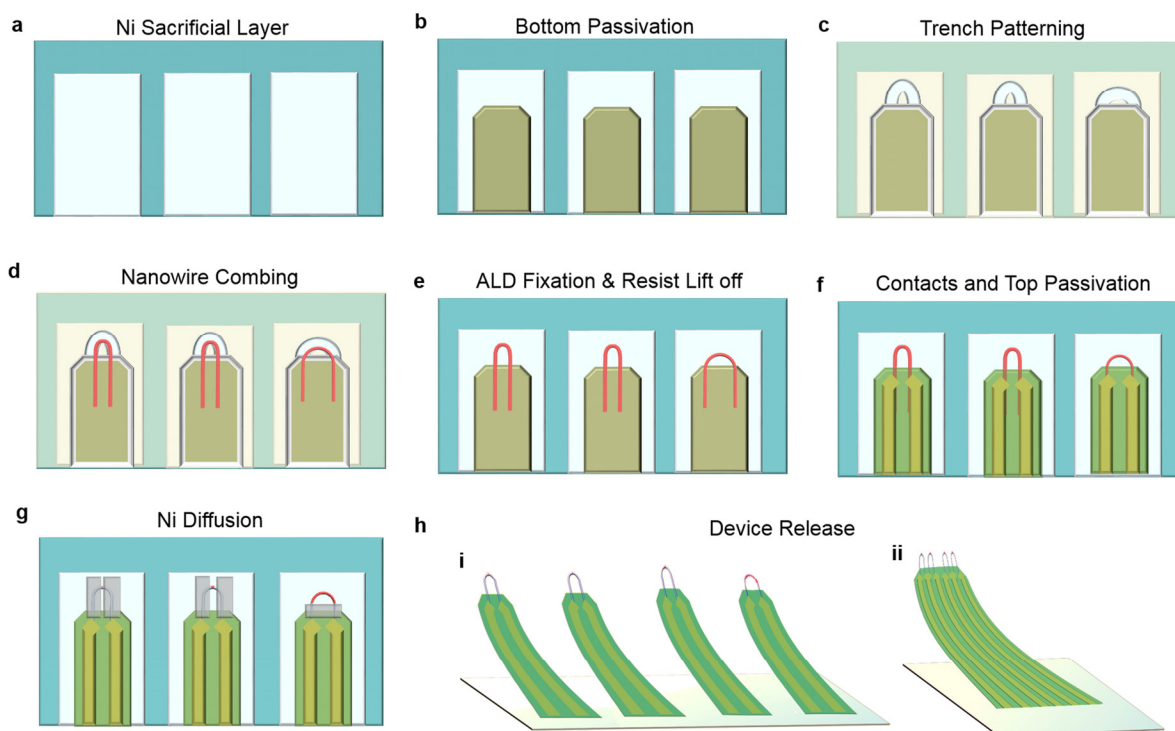 a Ni Sacrificial Layer
b Bottom Passivation
c Trench Patterning
d Nanowire Combing
e ALD Fixation & Resist Lift off
f Contacts and Top Passivation
g Ni Diffusion
h Device Release
i
ii